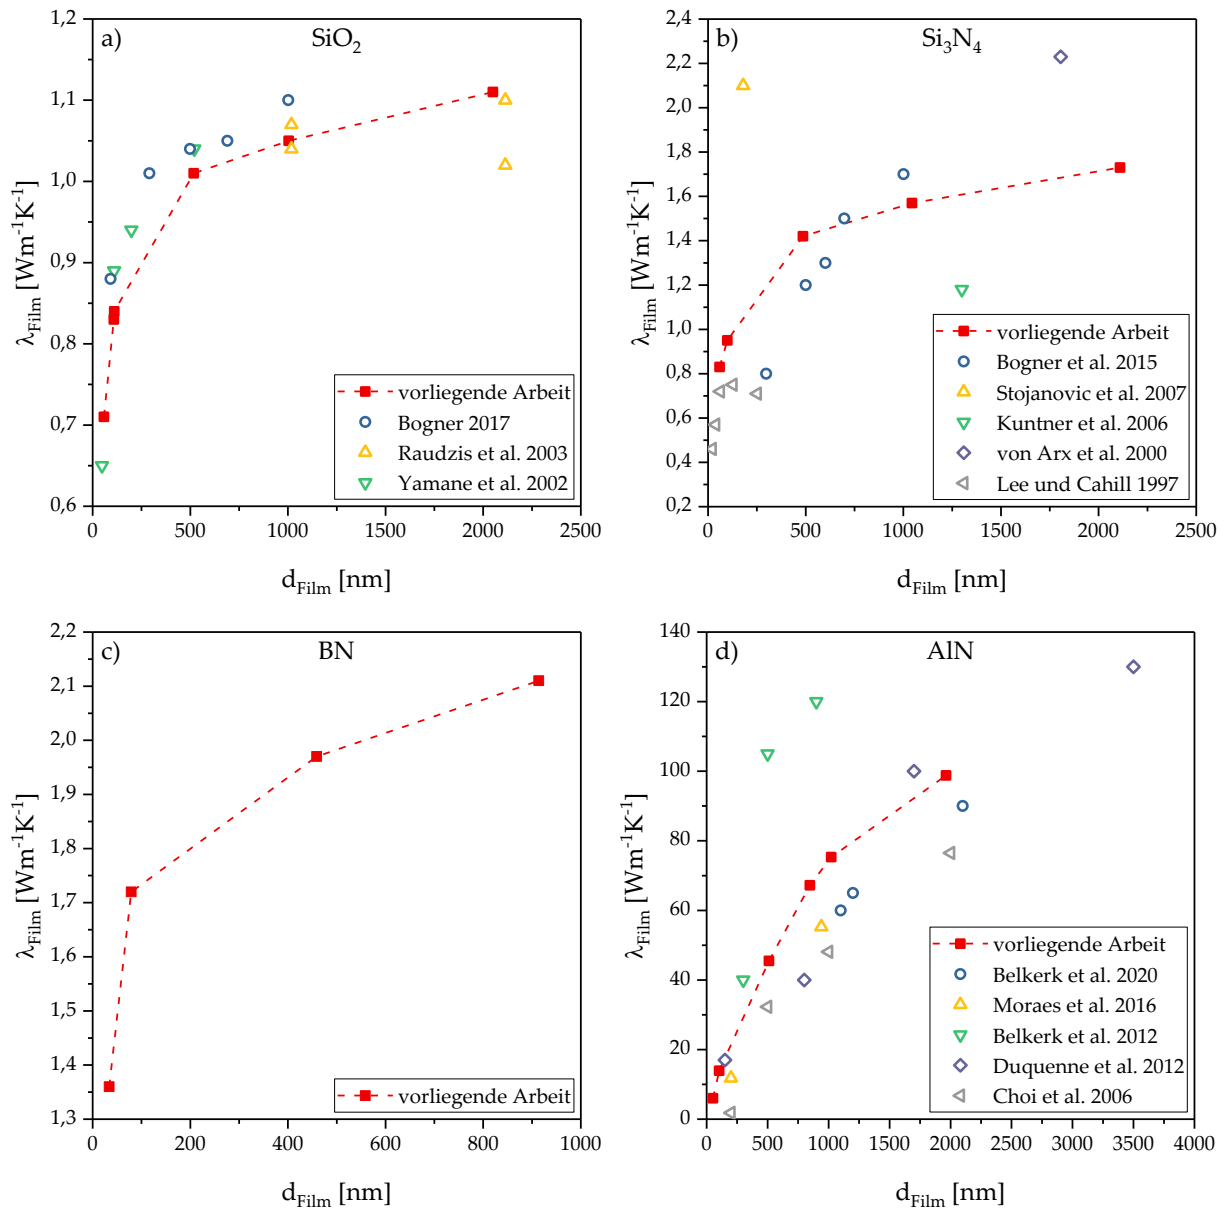 a) SiO2
1,2
1,1
1,0
0,9
0,8
0,7
0,6
λFilm [Wm-1K-1]
vorliegende Arbeit
Bogner 2017
Raudzis et al. 2003
Yamane et al. 2002
0 500 1000 1500 2000 2500
dFilm [nm]
b) Si3N4
2,4
2,2
2,0
1,8
1,6
1,4
1,2
1,0
0,8
0,6
0,4
0,2
λFilm [Wm-1K-1]
vorliegende Arbeit
Bogner et al. 2015
Stojanovic et al. 2007
Kuntner et al. 2006
von Arx et al. 2000
Lee und Cahill 1997
0 500 1000 1500 2000 2500
dFilm [nm]
c) BN
2,2
2,1
2,0
1,9
1,8
1,7
1,6
1,5
1,4
1,3
λFilm [Wm-1K-1]
vorliegende Arbeit
0 200 400 600 800 1000
dFilm [nm]
d) AlN
140
120
100
80
60
40
20
0
λFilm [Wm-1K-1]
vorliegende Arbeit
Belkerk et al. 2020
Moraes et al. 2016
Belkerk et al. 2012
Duquenne et al. 2012
Choi et al. 2006
0 500 1000 1500 2000 2500 3000 3500 4000
dFilm [nm]